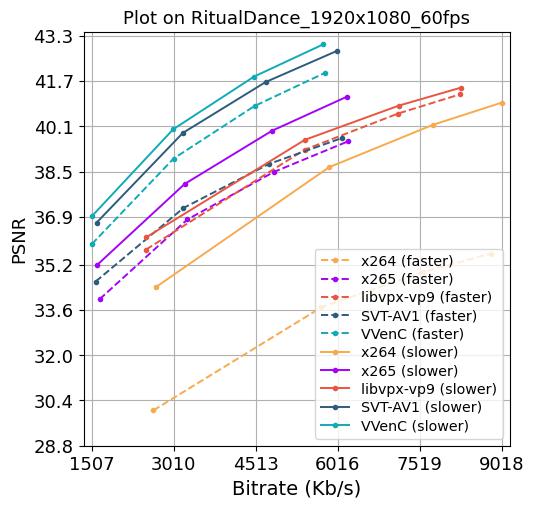 Plot on RitualDance_1920x1080_60fps
43.3
41.7
40.1
38.5
36.9
35.2
33.6
32.0
30.4
28.8
PSNR
x264 (faster)
x265 (faster)
libvpx-vp9 (faster)
SVT-AV1 (faster)
VVenC (faster)
x264 (slower)
x265 (slower)
libvpx-vp9 (slower)
SVT-AV1 (slower)
VVenC (slower)
1507 3010 4513 6016 7519 9018
Bitrate (Kb/s)